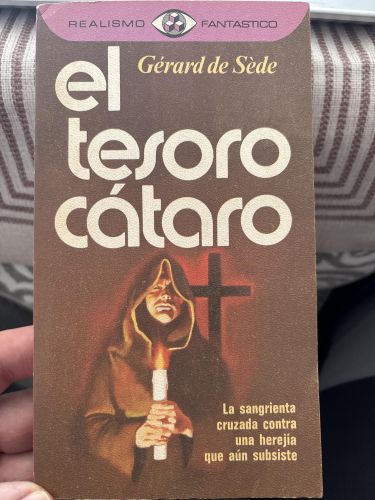 REALISMO FANTASTICO
Gérard de Sède
el
tesoro
cátaro
La sangrienta
cruzada contra
una herejía
que aún subsiste